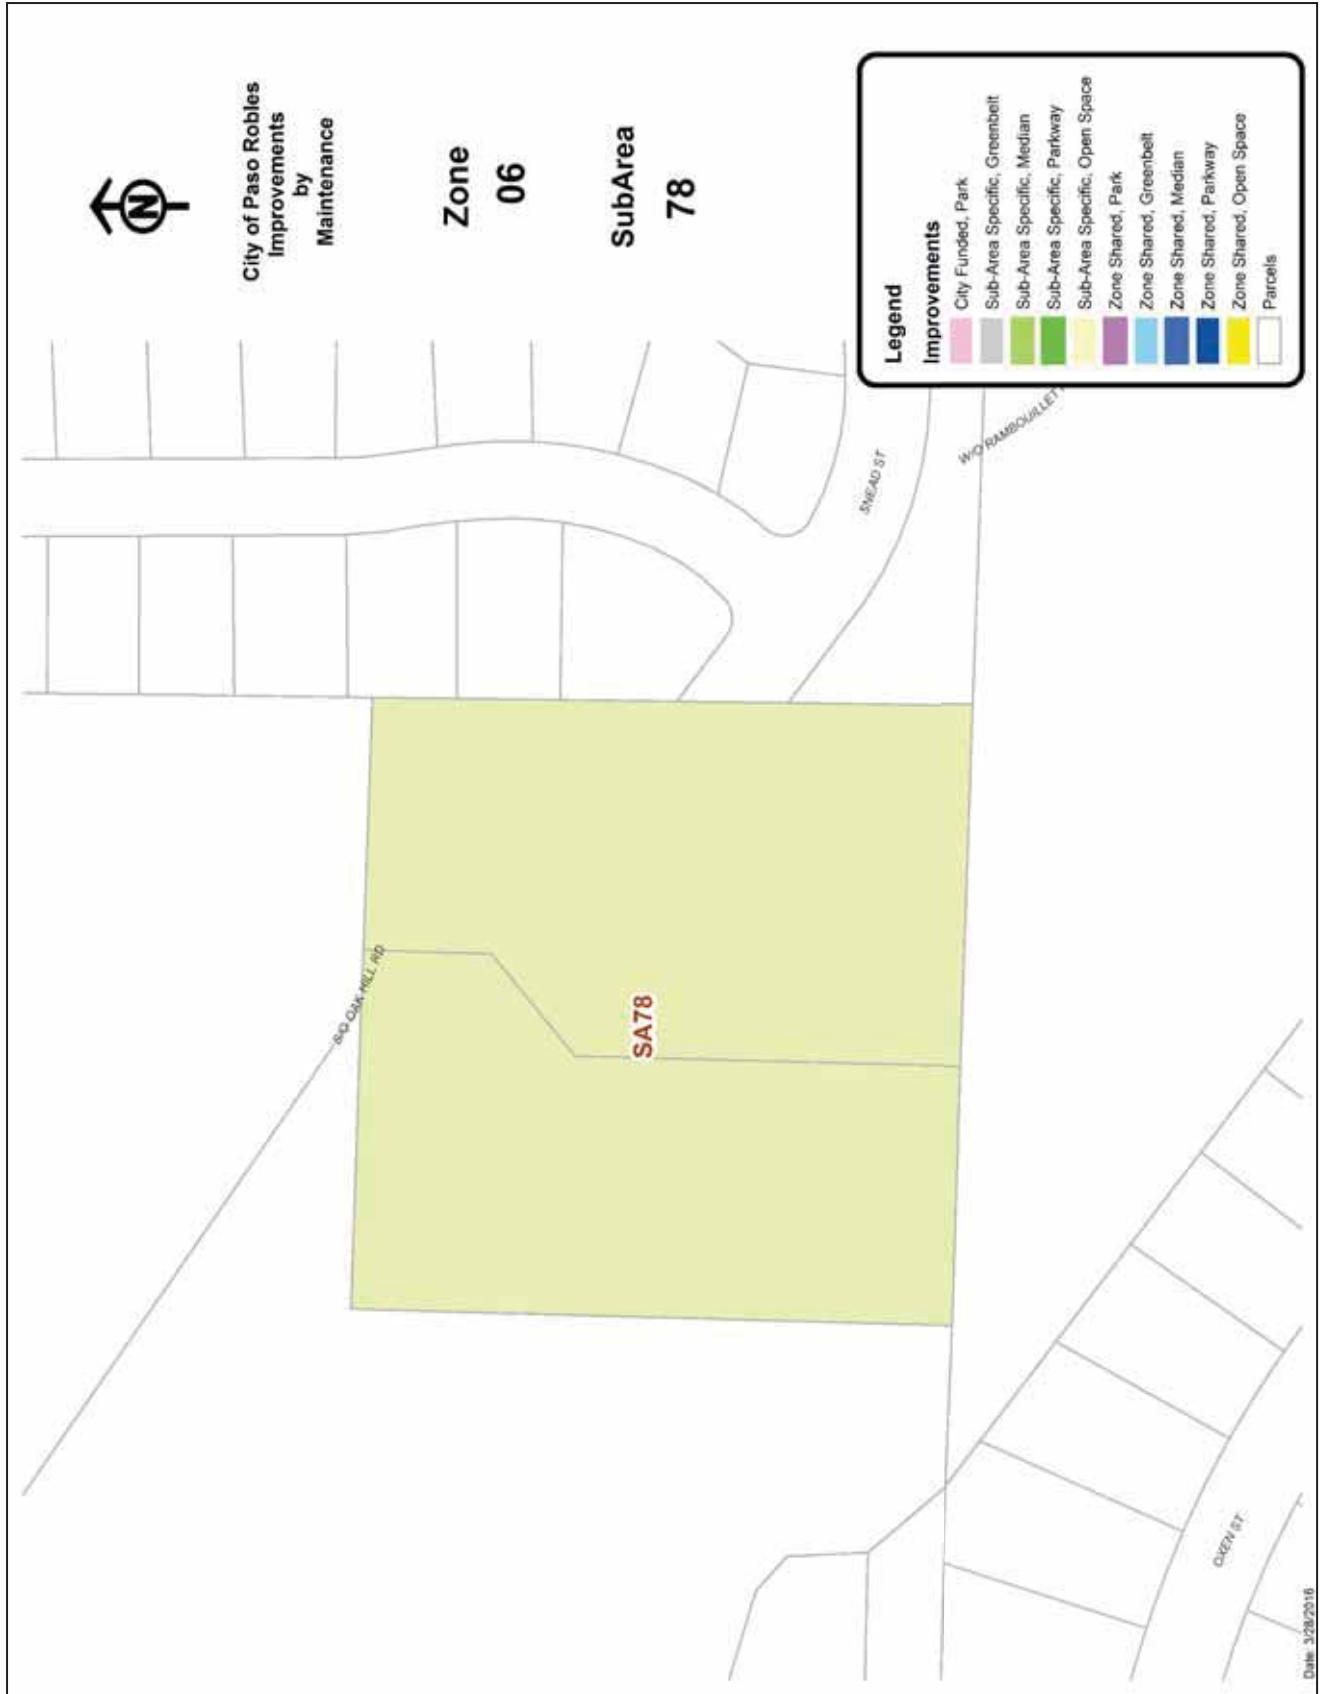 N
City of Paso Robles
Improvements
by
Maintenance
Zone
06
SubArea
78
Legend
Improvements
City Funded, Park
Sub-Area Specific, Greenbelt
Sub-Area Specific, Median
Sub-Area Specific, Parkway
Sub-Area Specific, Open Space
Zone Shared, Park
Zone Shared, Greenbelt
Zone Shared, Median
Zone Shared, Parkway
Zone Shared, Open Space
Parcels
S/O OAK HILL RD
SA78
SNEAD ST
W/O RAMBOUILLET
OXEN ST
Date: 3/28/2016